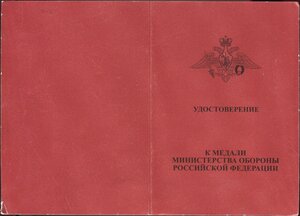 УДОСТОВЕРЕНИЕ
К МЕДАЛИ
МИНИСТЕРСТВА ОБОРОНЫ
РОССИЙСКОЙ ФЕДЕРАЦИИ